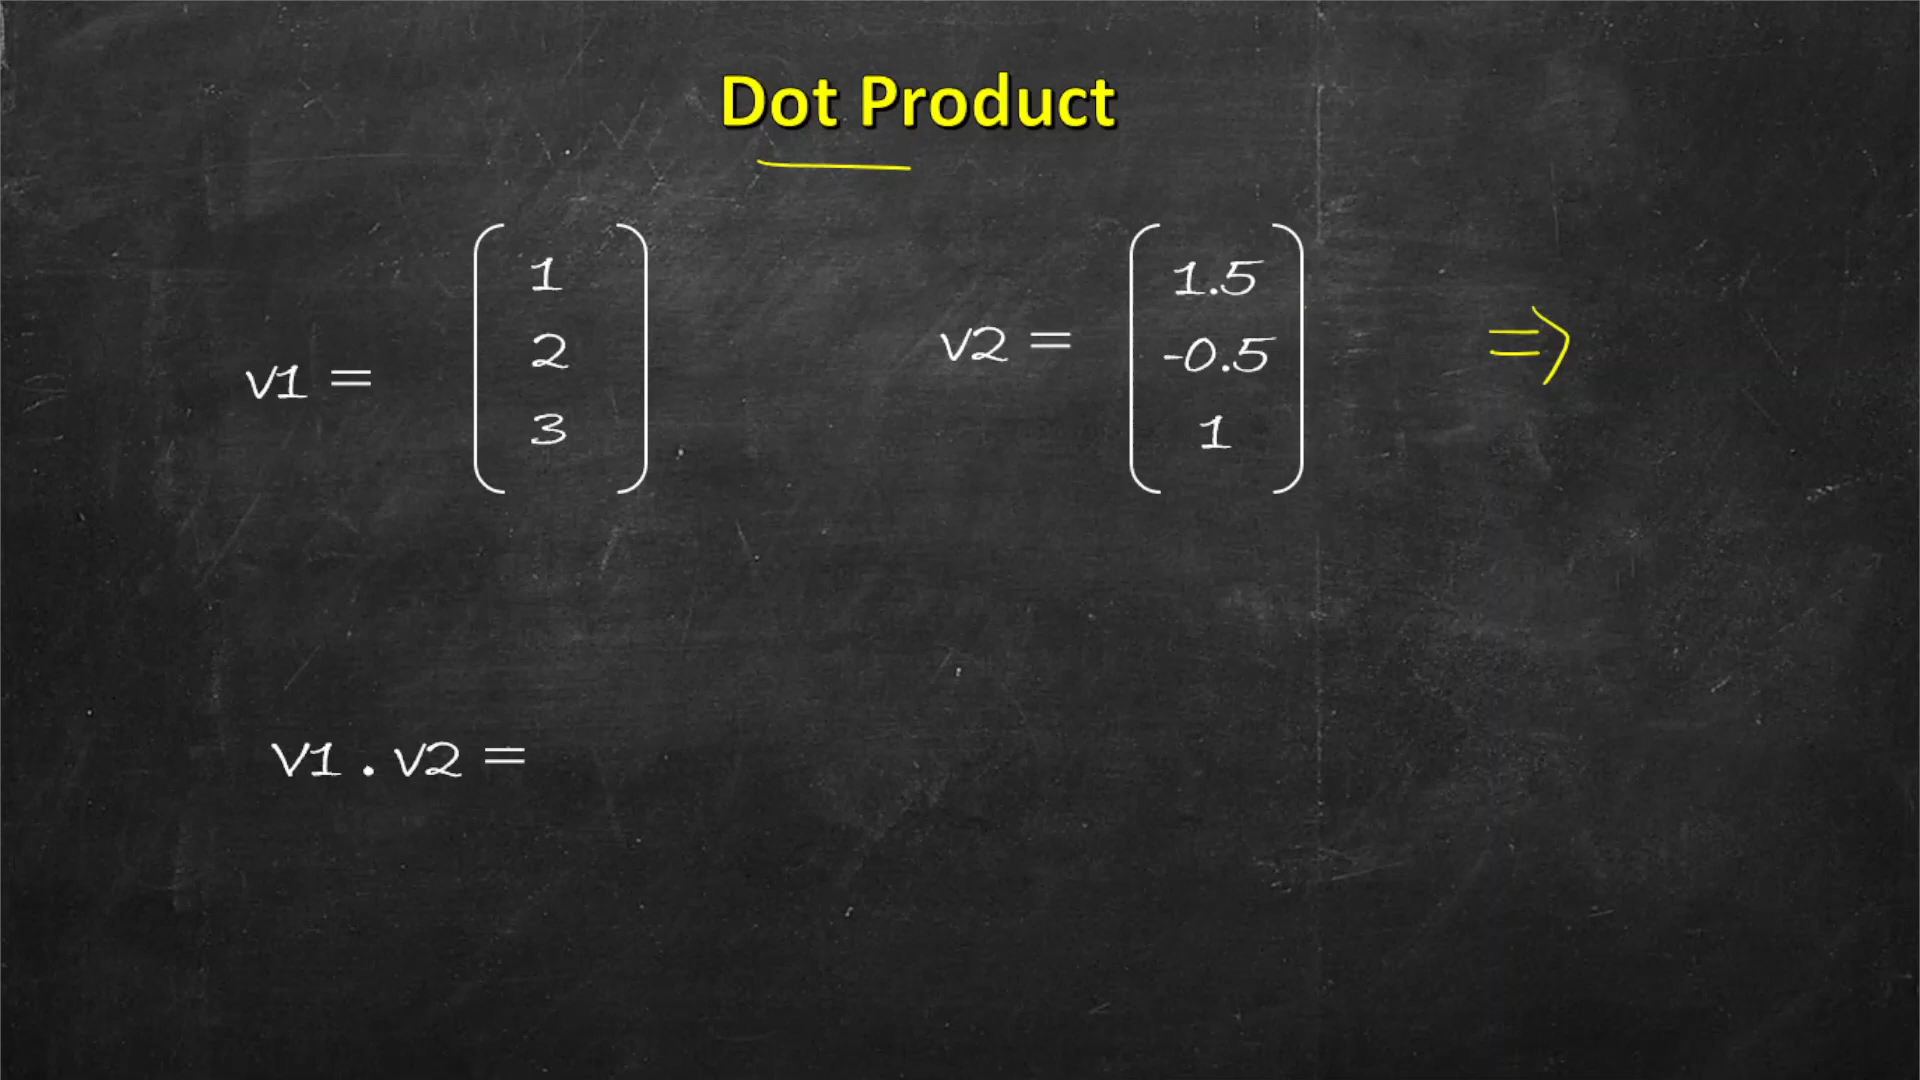 Dot Product
v1 =
1
2
3
v2 =
1.5
-0.5
1
=>
v1 . v2 =